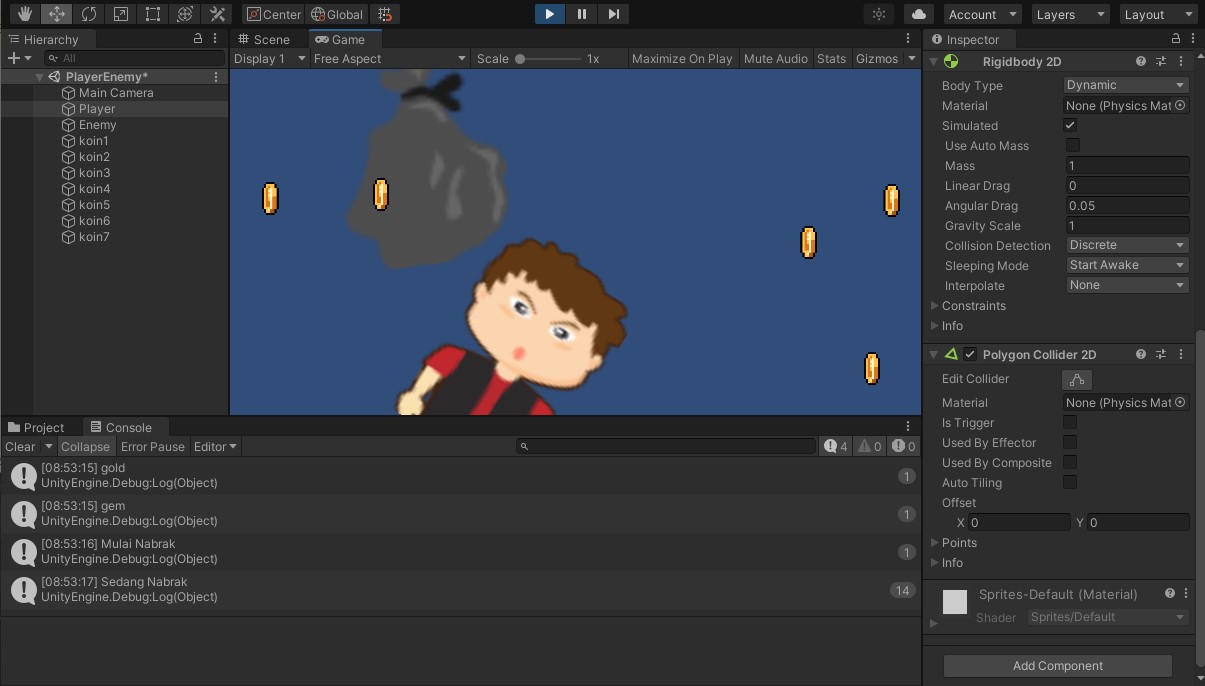 Center Global Account Layers Layout
Hierarchy
All
PlayerEnemy*
Main Camera
Player
Enemy
koin1
koin2
koin3
koin4
koin5
koin6
koin7
Scene Game
Display 1 Free Aspect Scale 1x Maximize On Play Mute Audio Stats Gizmos
Inspector
Rigidbody 2D
Body Type Dynamic
Material None (Physics Mat
Simulated
Use Auto Mass
Mass 1
Linear Drag 0
Angular Drag 0.05
Gravity Scale 1
Collision Detection Discrete
Sleeping Mode Start Awake
Interpolate None
Constraints
Info
Polygon Collider 2D
Edit Collider
Material None (Physics Mat
Is Trigger
Used By Effector
Used By Composite
Auto Tiling
Offset
X 0 Y 0
Points
Info
Sprites-Default (Material)
Shader Sprites/Default
Add Component
Project Console
Clear Collapse Error Pause Editor 4 0 0
[08:53:15] gold
UnityEngine.Debug:Log(Object) 1
[08:53:15] gem
UnityEngine.Debug:Log(Object) 1
[08:53:16] Mulai Nabrak
UnityEngine.Debug:Log(Object) 1
[08:53:17] Sedang Nabrak
UnityEngine.Debug:Log(Object) 14